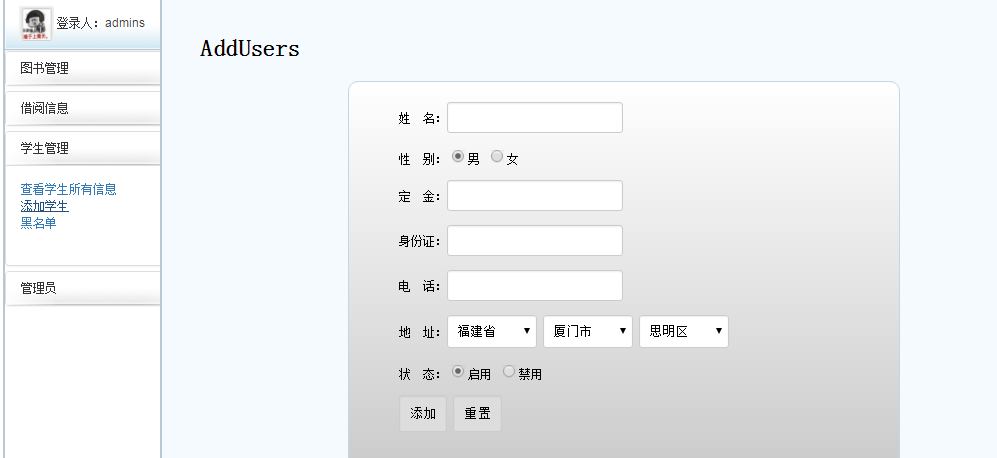 登录人：admins
图书管理
借阅信息
学生管理
查看学生所有信息
添加学生
黑名单
管理员
AddUsers
姓 名：
性 别： 男 女
定 金：
身份证：
电 话：
地 址： 福建省 厦门市 思明区
状 态： 启用 禁用
添加 重置